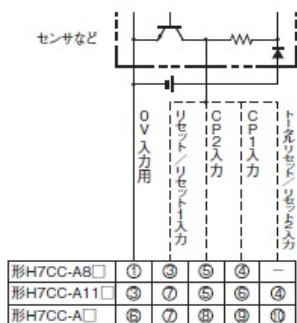 センサなど
0V入力用
リセット/リセット1入力
CP2入力
CP1入力
トータルリセット/リセット2入力
形H7CC-A8□ ① ③ ⑤ ④ −
形H7CC-A11□ ③ ⑦ ⑤ ⑥ ④
形H7CC-A□ ⑥ ⑦ ⑧ ⑨ ⑩